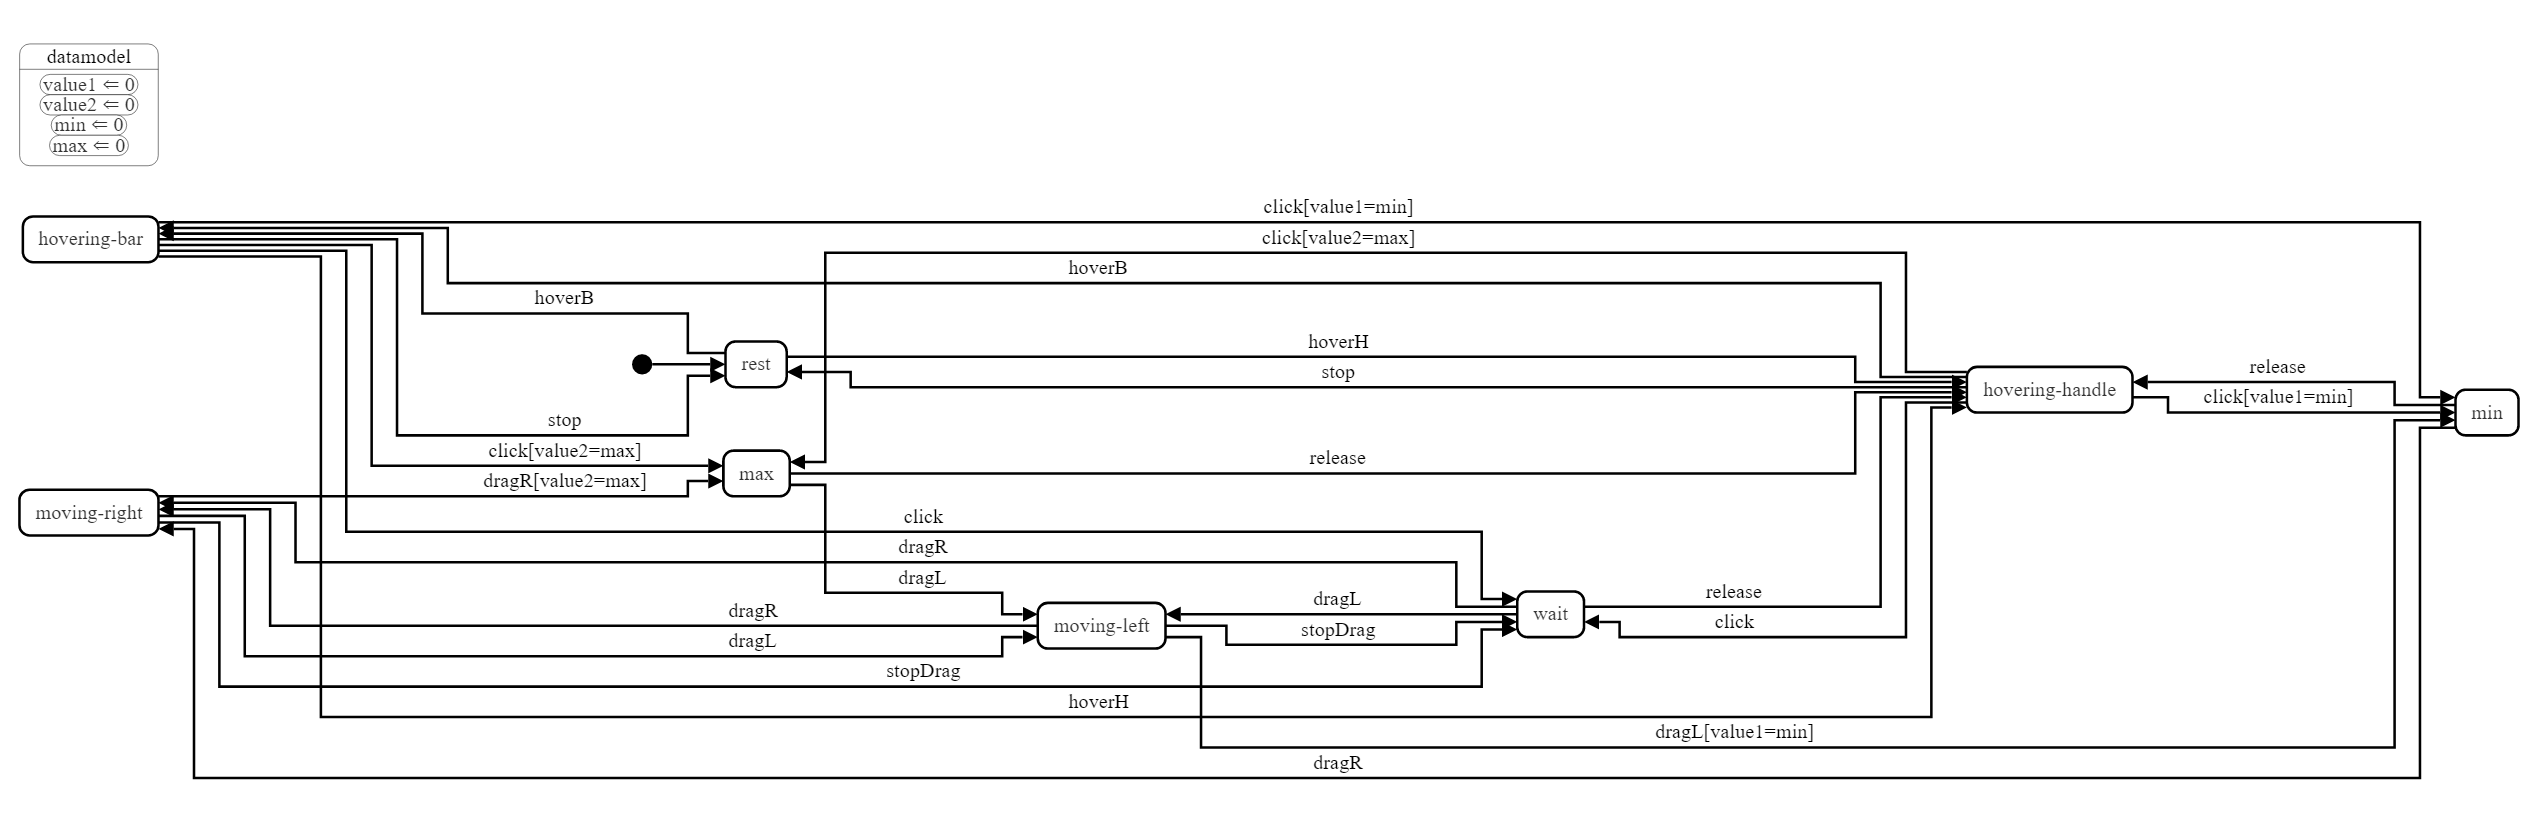 datamodel
value1 ⇐ 0
value2 ⇐ 0
min ⇐ 0
max ⇐ 0
click[value1=min]
hovering-bar
click[value2=max]
hoverB
hoverB
hoverH
rest
stop
release
hovering-handle
click[value1=min]
min
stop
click[value2=max]
release
max
dragR[value2=max]
moving-right
click
dragR
dragL
release
dragL
dragR
wait
click
moving-left
stopDrag
dragL
stopDrag
hoverH
dragL[value1=min]
dragR